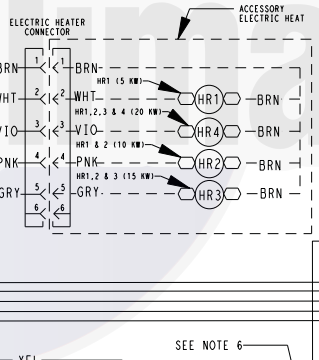 ACCESSORY
ELECTRIC HEAT
ELECTRIC HEATER
CONNECTOR
BRN 1 1 BRN
HR1 (5 KW)
WHT 2 2 WHT HR1 BRN
HR1,2,3 & 4 (20 KW)
VIO 3 3 VIO HR4 BRN
HR1 & 2 (10 KW)
PNK 4 4 PNK HR2 BRN
HR1,2 & 3 (15 KW)
GRY 5 5 GRY HR3 BRN
6 6
SEE NOTE 6
YEL